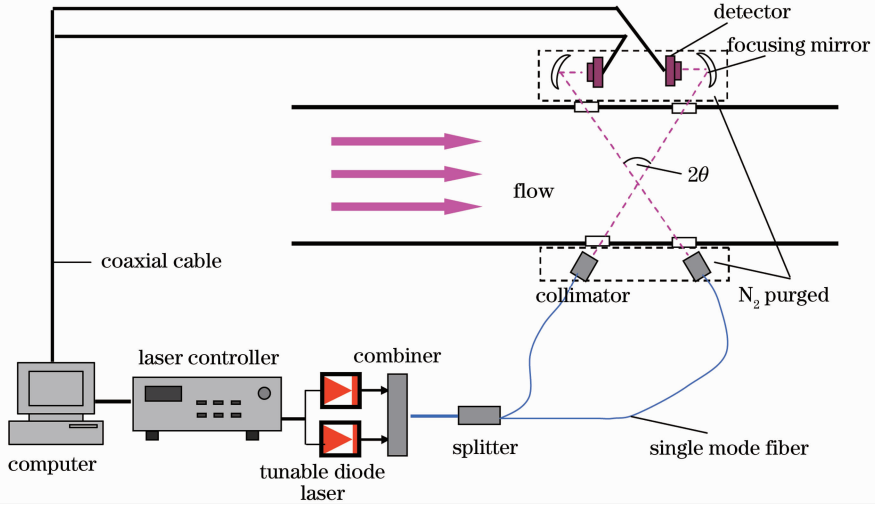 detector
focusing mirror
2θ
flow
coaxial cable
collimator
N₂ purged
laser controller
combiner
computer
tunable diode
laser
splitter
single mode fiber